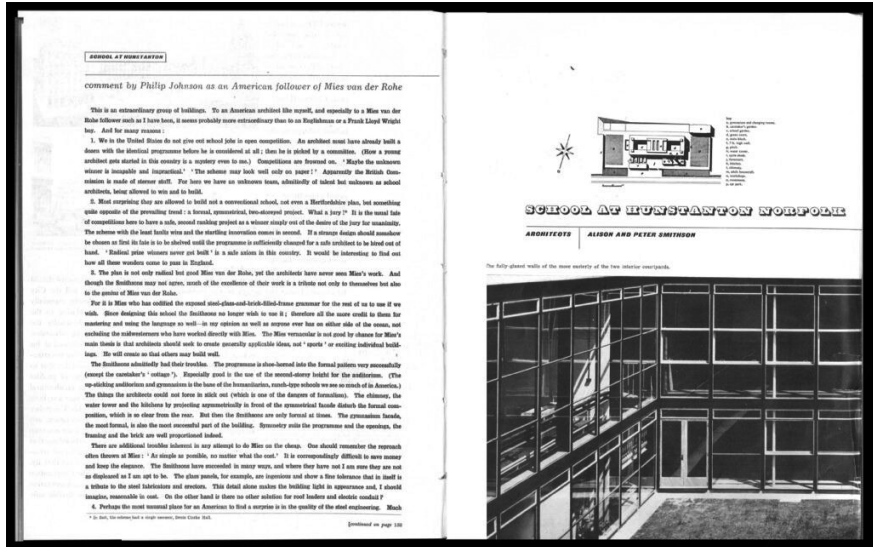 SCHOOL AT HUNSTANTON
comment by Philip Johnson as an American follower of Mies van der Rohe
This is an extraordinary group of buildings. To an American architect like myself, and especially to a Mies van der
Rohe follower such as I have been, it seems probably more extraordinary than to an Englishman or a Frank Lloyd Wright
boy. And for many reasons :
1. We in the United States do not give out school jobs in open competition. An architect must have already built a
dozen with the identical programme before he is considered at all ; then he is picked by a committee. (How a young
architect gets started in this country is a mystery even to me.) Competitions are frowned on. ' Maybe the unknown
winner is incapable and impractical.' ' The scheme may look well only on paper ! ' Apparently the British Com-
mission is made of sterner stuff. For here we have an unknown team, admittedly of talent but unknown as school
architects, being allowed to win and to build.
2. Most surprising they are allowed to build not a conventional school, not even a Hertfordshire plan, but something
quite opposite of the prevailing trend : a formal, symmetrical, two-storeyed project. What a jury !* It is the usual fate
of competitions here to have a safe, second ranking project as a winner simply out of the desire of the jury for unanimity.
The scheme with the least faults wins and the startling innovation comes in second. If a strange design should somehow
be chosen as first its fate is to be shelved until the programme is sufficiently changed for a safe architect to be hired out of
hand. ' Radical prize winners never get built ' is a safe axiom in this country. It would be interesting to find out
how all these wonders come to pass in England.
3. The plan is not only radical but good Mies van der Rohe, yet the architects have never seen Mies's work. And
though the Smithsons may not agree, much of the excellence of their work is a tribute not only to themselves but also
to the genius of Mies van der Rohe.
For it is Mies who has codified the exposed steel-glass-and-brick-filled-frame grammar for the rest of us to use if we
wish. Since designing this school the Smithsons no longer wish to use it ; therefore all the more credit to them for
mastering and using the language so well—in my opinion as well as anyone ever has on either side of the ocean, not
excluding the midwesterners who have worked directly with Mies. The Mies vernacular is not good by chance for Mies's
main thesis is that architects should seek to create generally applicable ideas, not ' sports ' or exciting individual build-
ings. He will create so that others may build well.
The Smithsons admittedly had their troubles. The programme is shoe-horned into the formal pattern very successfully
(except the caretaker's ' cottage '). Especially good is the use of the second-storey height for the auditorium. (The
up-sticking auditorium and gymnasium is the bane of the humanitarian, ranch-type schools we see so much of in America.)
The things the architects could not force in stick out (which is one of the dangers of formalism). The chimney, the
water tower and the kitchens by projecting asymmetrically in front of the symmetrical facade disturb the formal com-
position, which is so clear from the rear. But then the Smithsons are only formal at times. The gymnasium facade,
the most formal, is also the most successful part of the building. Symmetry suits the programme and the openings, the
framing and the brick are well proportioned indeed.
There are additional troubles inherent in any attempt to do Mies on the cheap. One should remember the reproach
often thrown at Mies : ' As simple as possible, no matter what the cost.' It is correspondingly difficult to save money
and keep the elegance. The Smithsons have succeeded in many ways, and where they have not I am sure they are not
as displeased as I am apt to be. The glass panels, for example, are ingenious and show a fine tolerance that in itself is
a tribute to the steel fabricators and erectors. This detail alone makes the building light in appearance and, I should
imagine, reasonable in cost. On the other hand is there no other solution for roof leaders and electric conduit ?
4. Perhaps the most unusual plans for an American to find a surprise is in the quality of the steel engineering. Much
* In fact, the scheme had a single assessor, Denis Clarke Hall.
[continued on page 162
SCHOOL AT HUNSTANTON NORFOLK
ARCHITECTS ALISON AND PETER SMITHSON
The fully-glazed walls of the more easterly of the two interior courtyards.